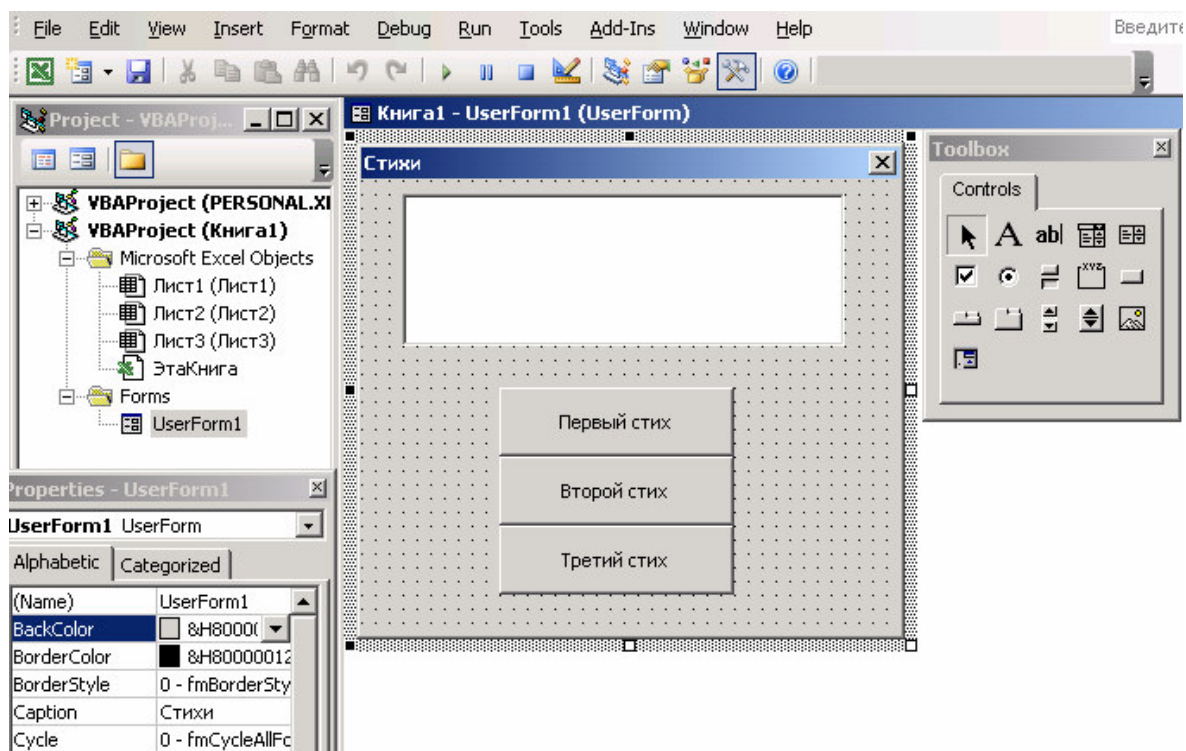 File Edit View Insert Format Debug Run Tools Add-Ins Window Help Введите
Project - VBAProj...
VBAProject (PERSONAL.XL
VBAProject (Книга1)
Microsoft Excel Objects
Лист1 (Лист1)
Лист2 (Лист2)
Лист3 (Лист3)
ЭтаКнига
Forms
UserForm1
Properties - UserForm1
UserForm1 UserForm
Alphabetic Categorized
(Name) UserForm1
BackColor &H8000(
BorderColor &H80000012
BorderStyle 0 - fmBorderSty
Caption Стихи
Cycle 0 - fmCycleAllFo
Книга1 - UserForm1 (UserForm)
Стихи
Первый стих
Второй стих
Третий стих
Toolbox
Controls
A ab|
XYZ